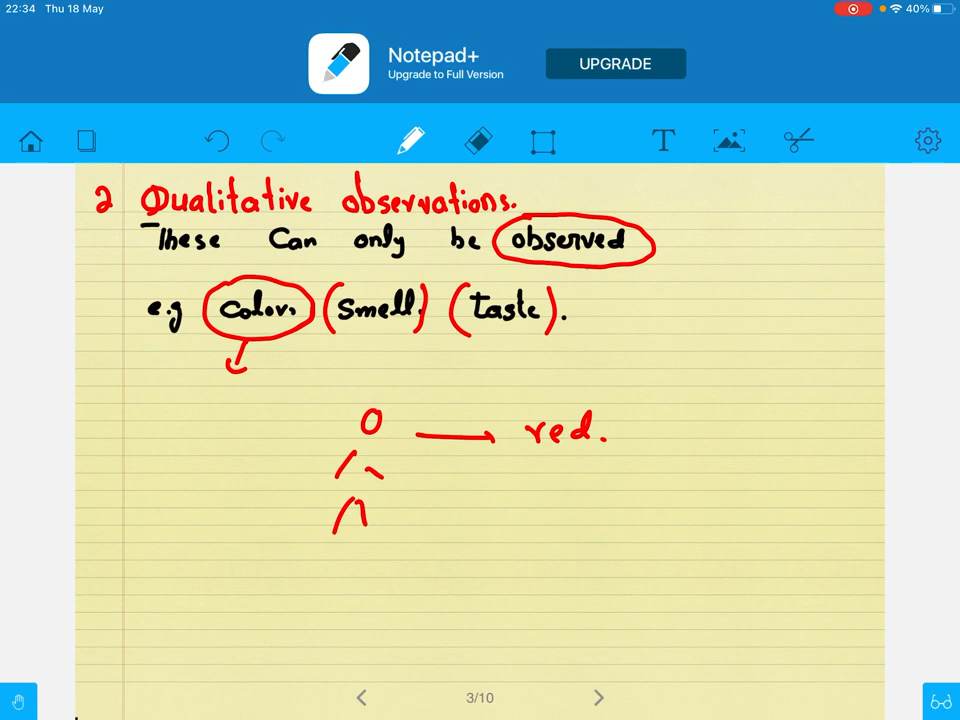 22:34 Thu 18 May
40%
Notepad+
Upgrade to Full Version
UPGRADE
T
2 Qualitative observations.
These Can only be observed
e.g Color, (Smell) (taste).
O → red.
3/10